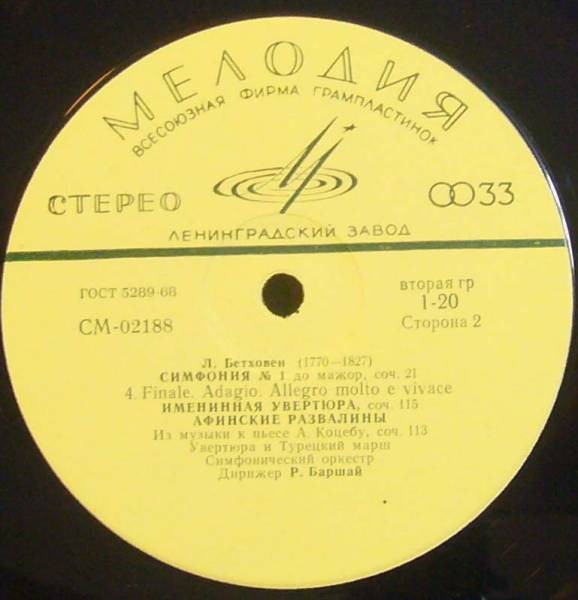 МЕЛОДИЯ
ВСЕСОЮЗНАЯ ФИРМА ГРАМПЛАСТИНОК
СТЕРЕО
33
ЛЕНИНГРАДСКИЙ ЗАВОД
ГОСТ 5289-68
вторая гр
1-20
СМ-02188
Сторона 2
Л. Бетховен (1770—1827)
СИМФОНИЯ № 1 до мажор, соч. 21
4. Finale. Adagio. Allegro molto e vivace
ИМЕНИННАЯ УВЕРТЮРА, соч. 115
АФИНСКИЕ РАЗВАЛИНЫ
Из музыки к пьесе А. Коцебу, соч. 113
Увертюра и Турецкий марш
Симфонический оркестр
Дирижер Р. Баршай